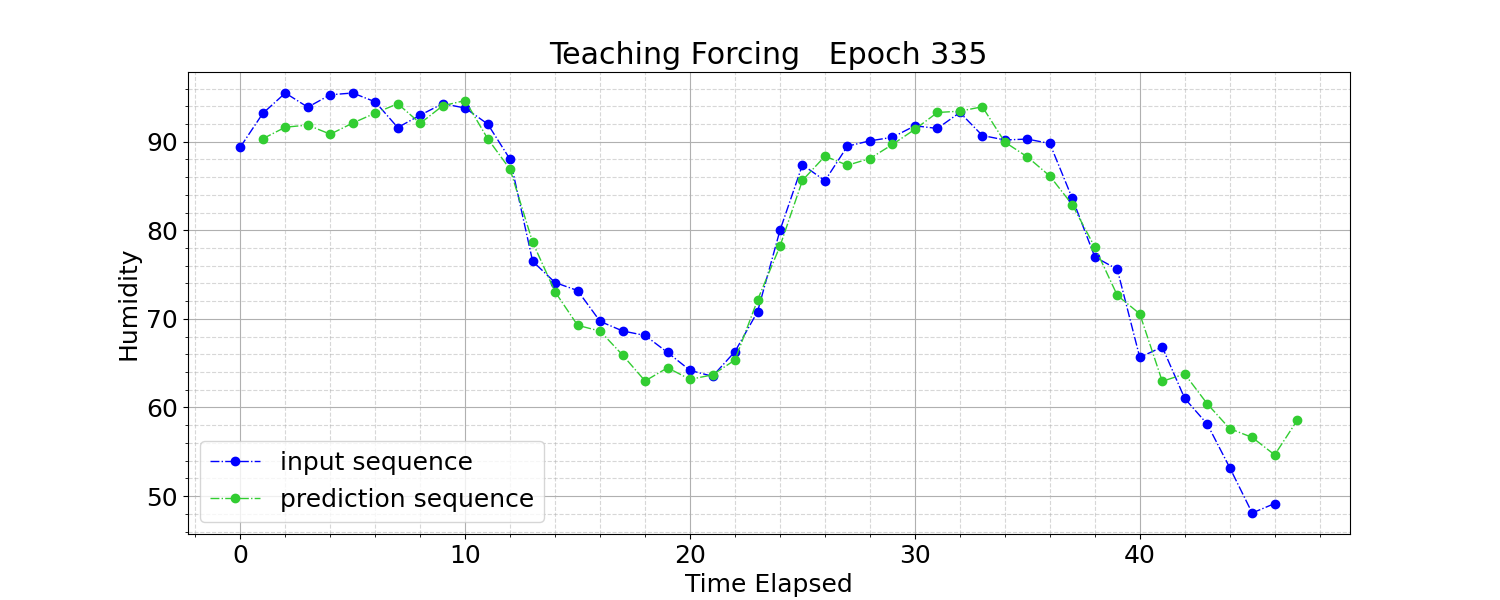 Teaching Forcing   Epoch 335
Humidity
90
80
70
60
50
input sequence
prediction sequence
0 10 20 30 40
Time Elapsed